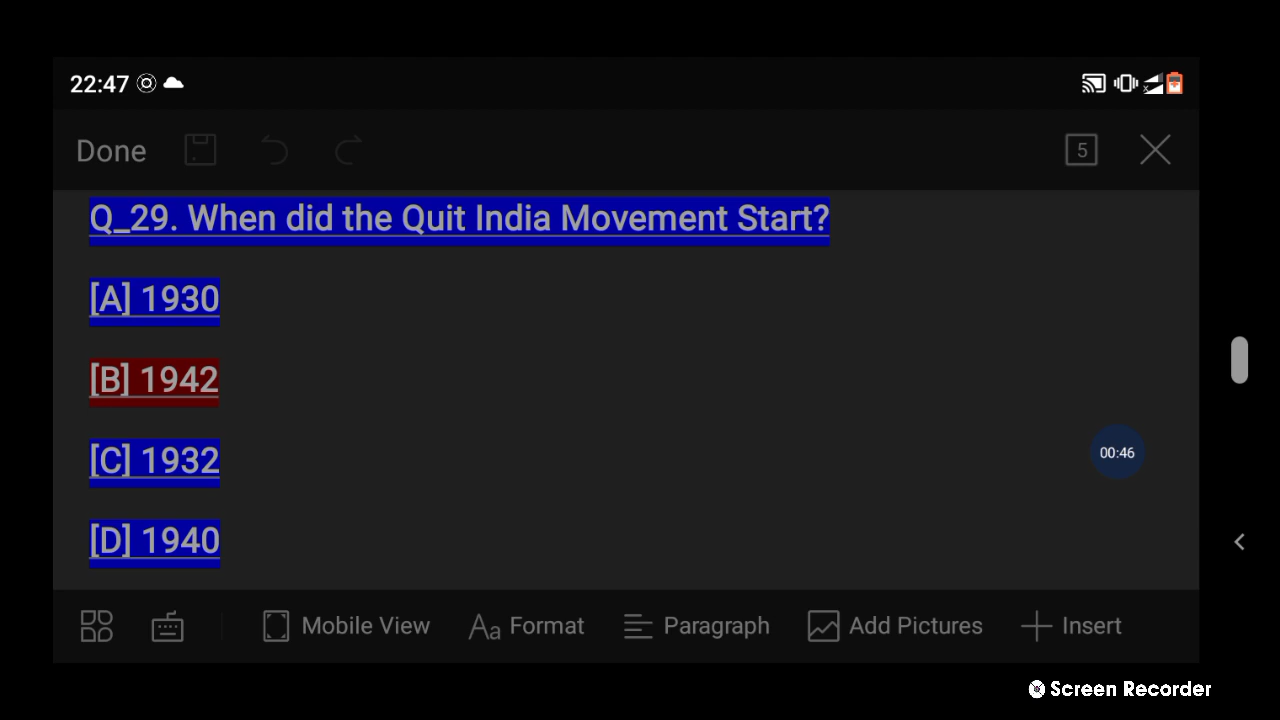 22:47
Done
5
Q_29. When did the Quit India Movement Start?
[A] 1930
[B] 1942
[C] 1932
00:46
[D] 1940
Mobile View
Aa Format
Paragraph
Add Pictures
Insert
Screen Recorder